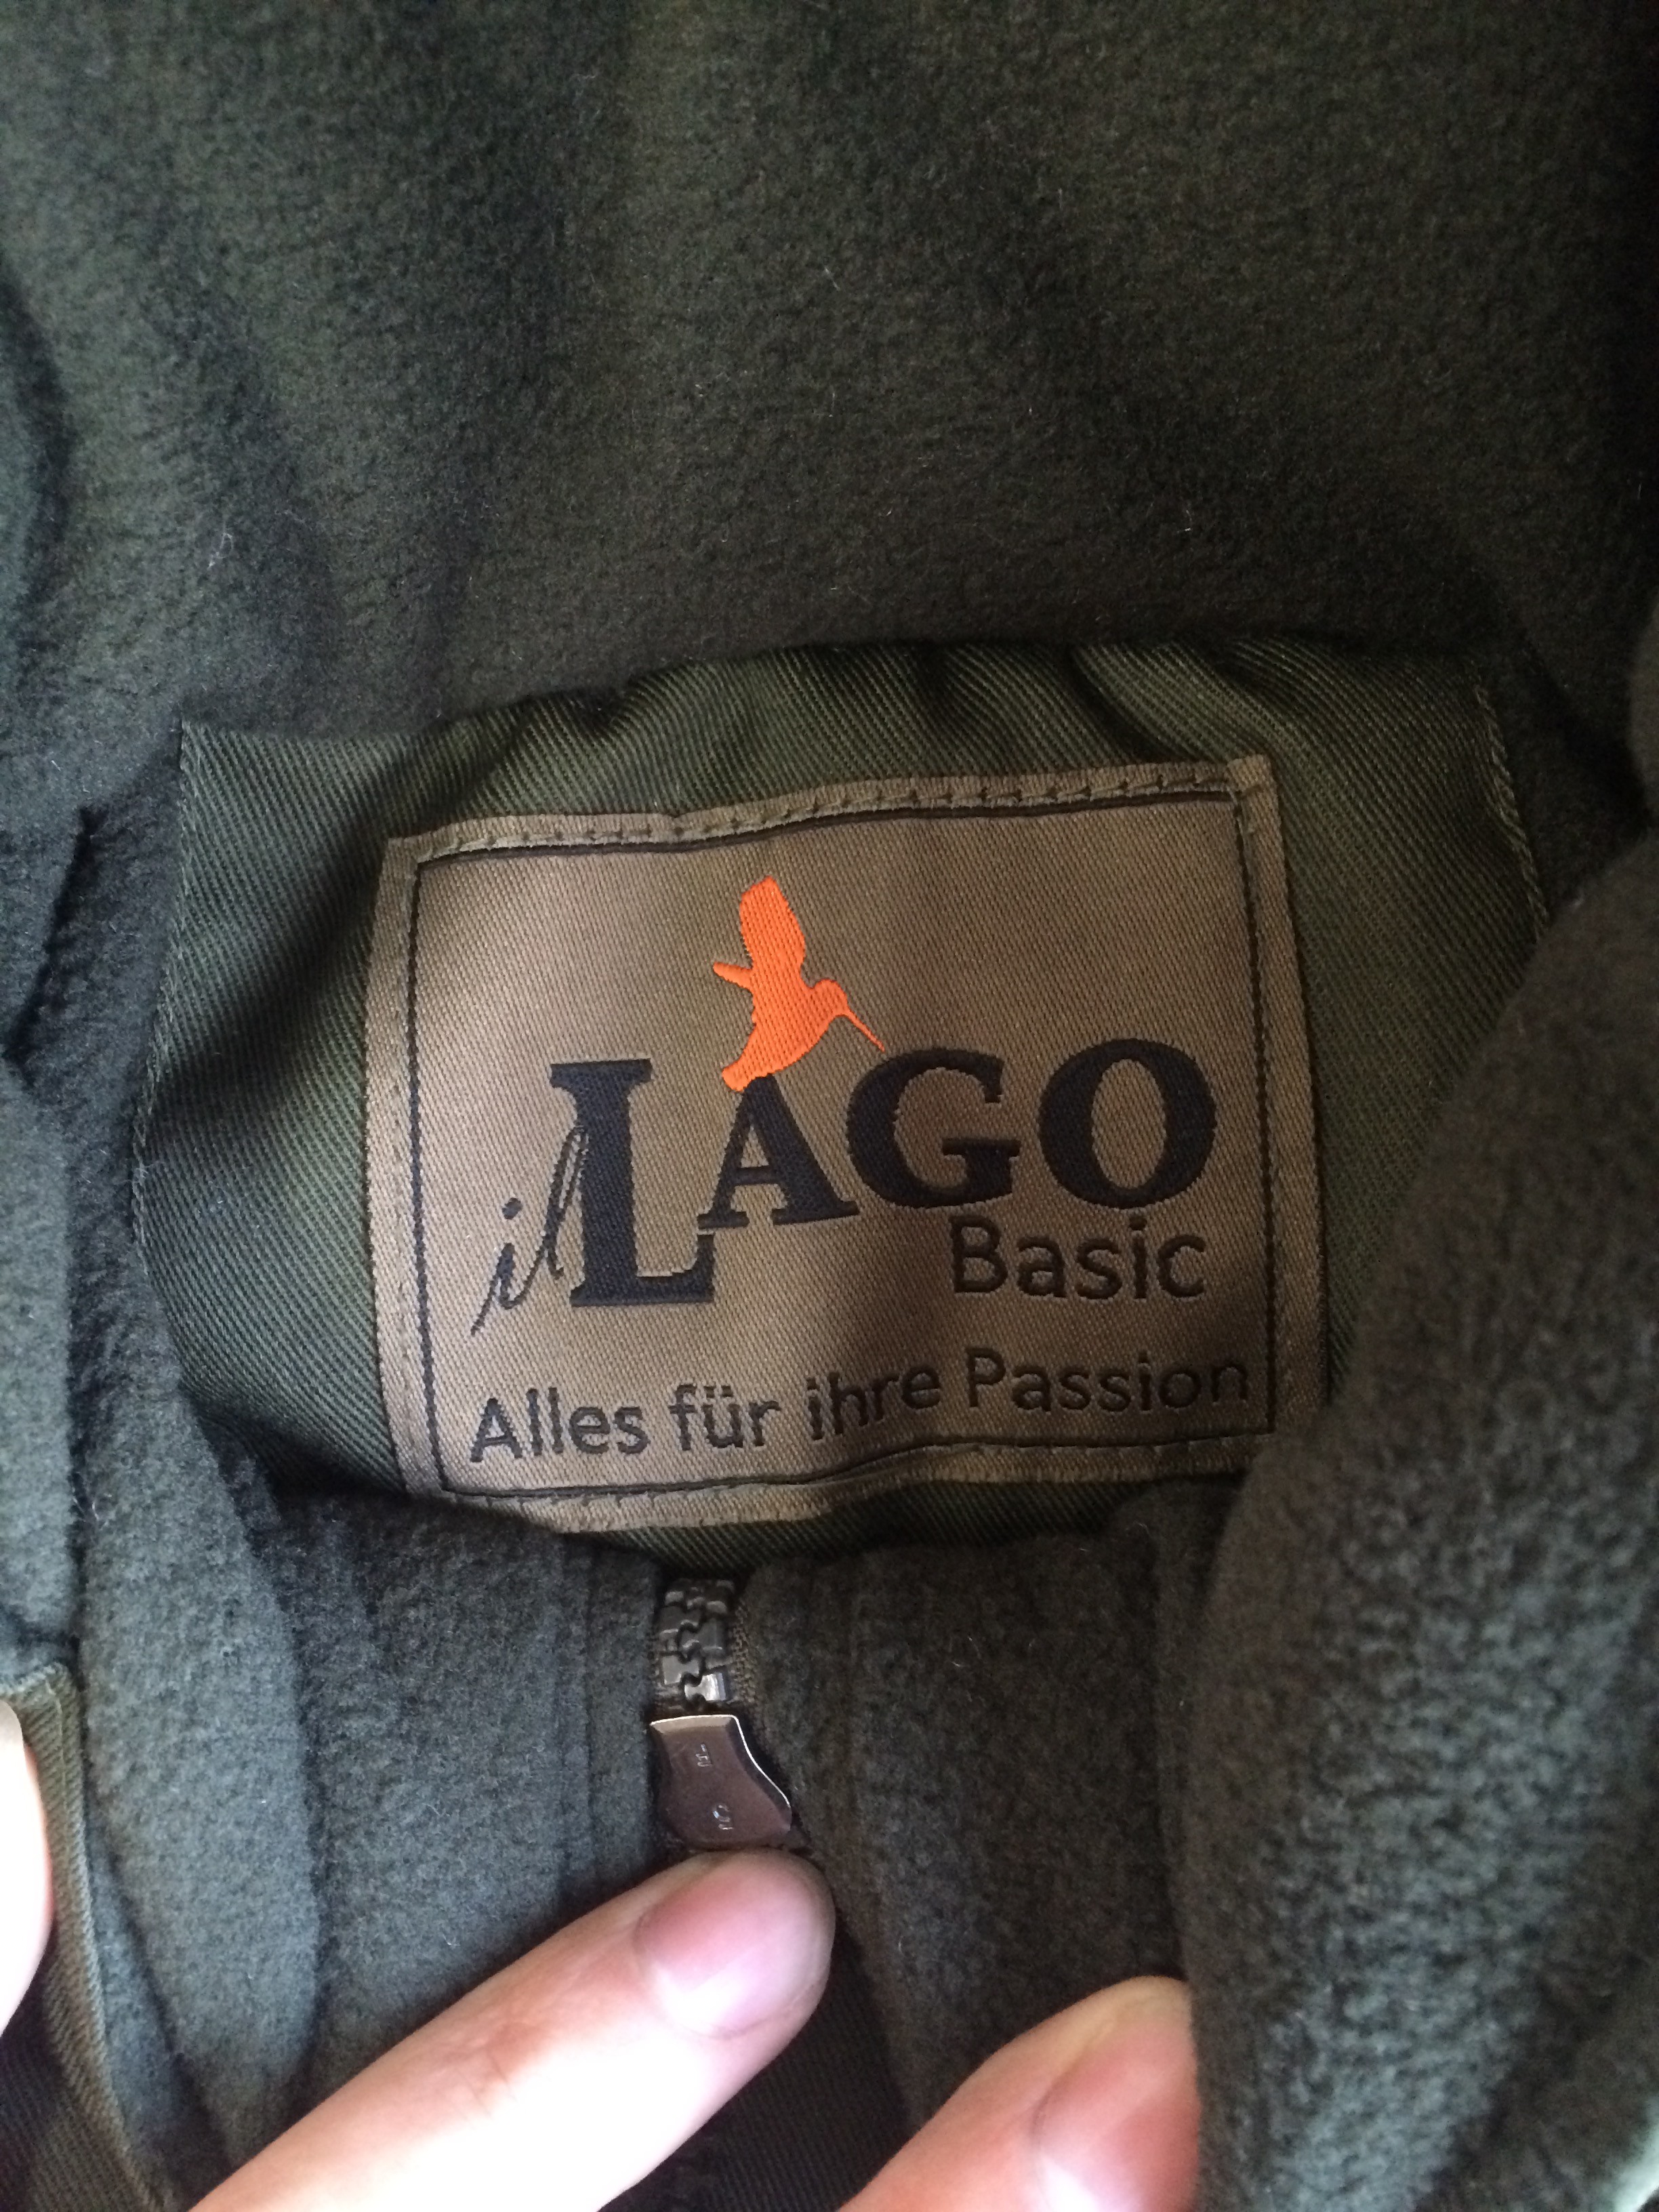 il LAGO
Basic
Alles für ihre Passion